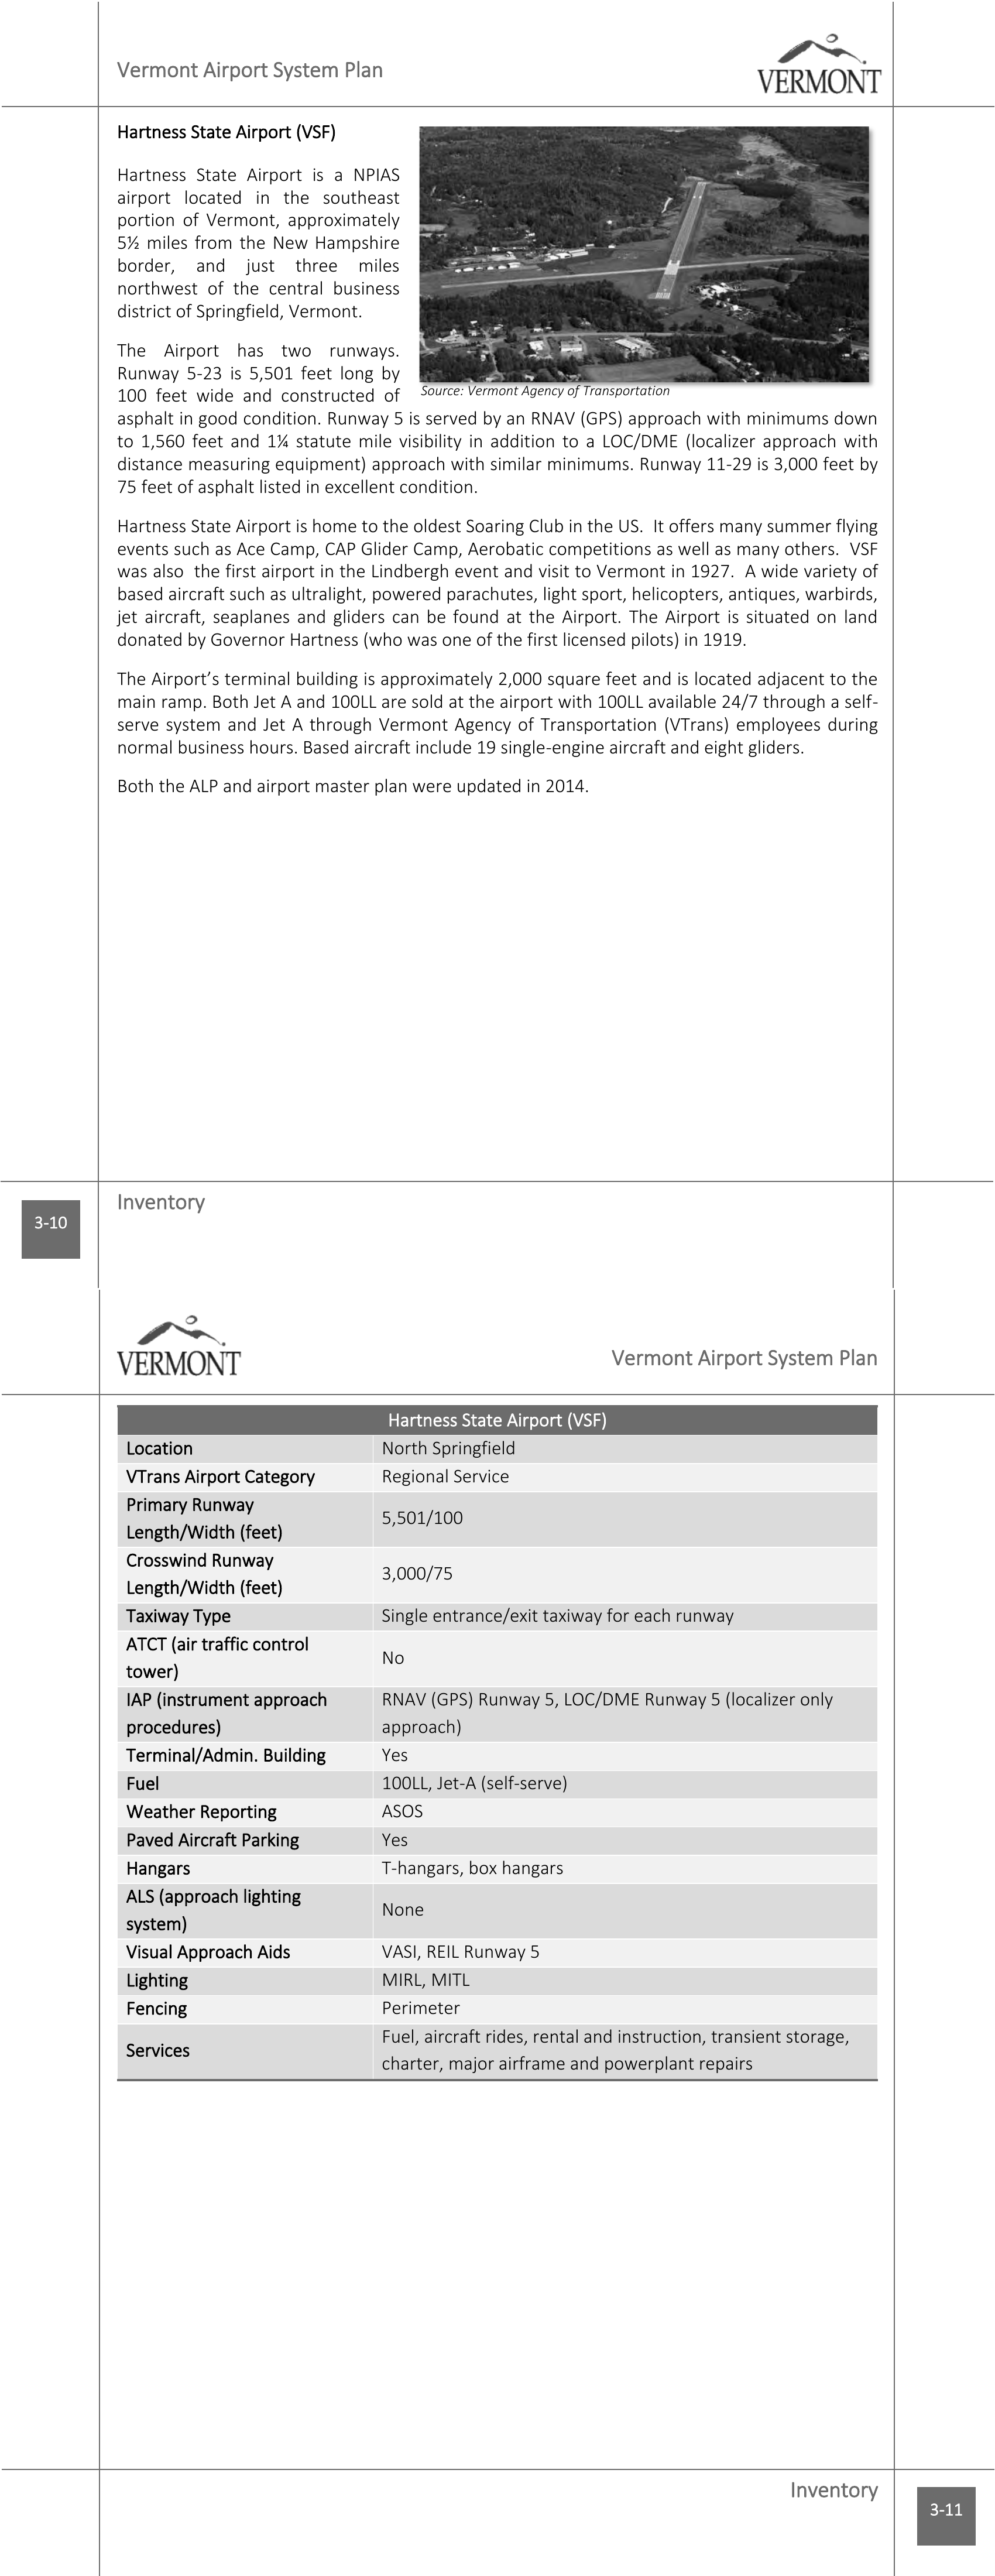 Vermont Airport System Plan
VERMONT
Hartness State Airport (VSF)
Hartness State Airport is a NPIAS
airport located in the southeast
portion of Vermont, approximately
5½ miles from the New Hampshire
border, and just three miles
northwest of the central business
district of Springfield, Vermont.
The Airport has two runways.
Runway 5-23 is 5,501 feet long by
100 feet wide and constructed of
Source: Vermont Agency of Transportation
asphalt in good condition. Runway 5 is served by an RNAV (GPS) approach with minimums down
to 1,560 feet and 1¼ statute mile visibility in addition to a LOC/DME (localizer approach with
distance measuring equipment) approach with similar minimums. Runway 11-29 is 3,000 feet by
75 feet of asphalt listed in excellent condition.
Hartness State Airport is home to the oldest Soaring Club in the US.  It offers many summer flying
events such as Ace Camp, CAP Glider Camp, Aerobatic competitions as well as many others.  VSF
was also  the first airport in the Lindbergh event and visit to Vermont in 1927.  A wide variety of
based aircraft such as ultralight, powered parachutes, light sport, helicopters, antiques, warbirds,
jet aircraft, seaplanes and gliders can be found at the Airport. The Airport is situated on land
donated by Governor Hartness (who was one of the first licensed pilots) in 1919.
The Airport’s terminal building is approximately 2,000 square feet and is located adjacent to the
main ramp. Both Jet A and 100LL are sold at the airport with 100LL available 24/7 through a self-
serve system and Jet A through Vermont Agency of Transportation (VTrans) employees during
normal business hours. Based aircraft include 19 single-engine aircraft and eight gliders.
Both the ALP and airport master plan were updated in 2014.
Inventory
3-10
VERMONT
Vermont Airport System Plan
Hartness State Airport (VSF)
Location North Springfield
VTrans Airport Category Regional Service
Primary Runway
Length/Width (feet)
5,501/100
Crosswind Runway
Length/Width (feet)
3,000/75
Taxiway Type Single entrance/exit taxiway for each runway
ATCT (air traffic control
tower)
No
IAP (instrument approach
procedures)
RNAV (GPS) Runway 5, LOC/DME Runway 5 (localizer only
approach)
Terminal/Admin. Building Yes
Fuel 100LL, Jet-A (self-serve)
Weather Reporting ASOS
Paved Aircraft Parking Yes
Hangars T-hangars, box hangars
ALS (approach lighting
system)
None
Visual Approach Aids VASI, REIL Runway 5
Lighting MIRL, MITL
Fencing Perimeter
Services
Fuel, aircraft rides, rental and instruction, transient storage,
charter, major airframe and powerplant repairs
Inventory
3-11